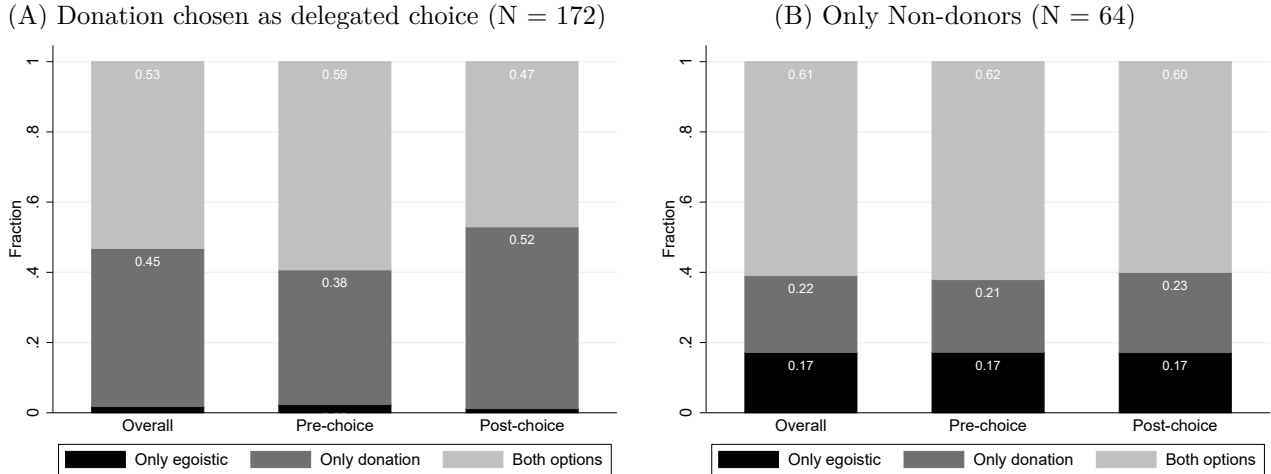 (A) Donation chosen as delegated choice (N = 172)
Fraction
1
.8
.6
.4
.2
0
0.53
0.59
0.47
0.45
0.38
0.52
Overall
Pre-choice
Post-choice
Only egoistic
Only donation
Both options
(B) Only Non-donors (N = 64)
Fraction
1
.8
.6
.4
.2
0
0.61
0.62
0.60
0.22
0.21
0.23
0.17
0.17
0.17
Overall
Pre-choice
Post-choice
Only egoistic
Only donation
Both options